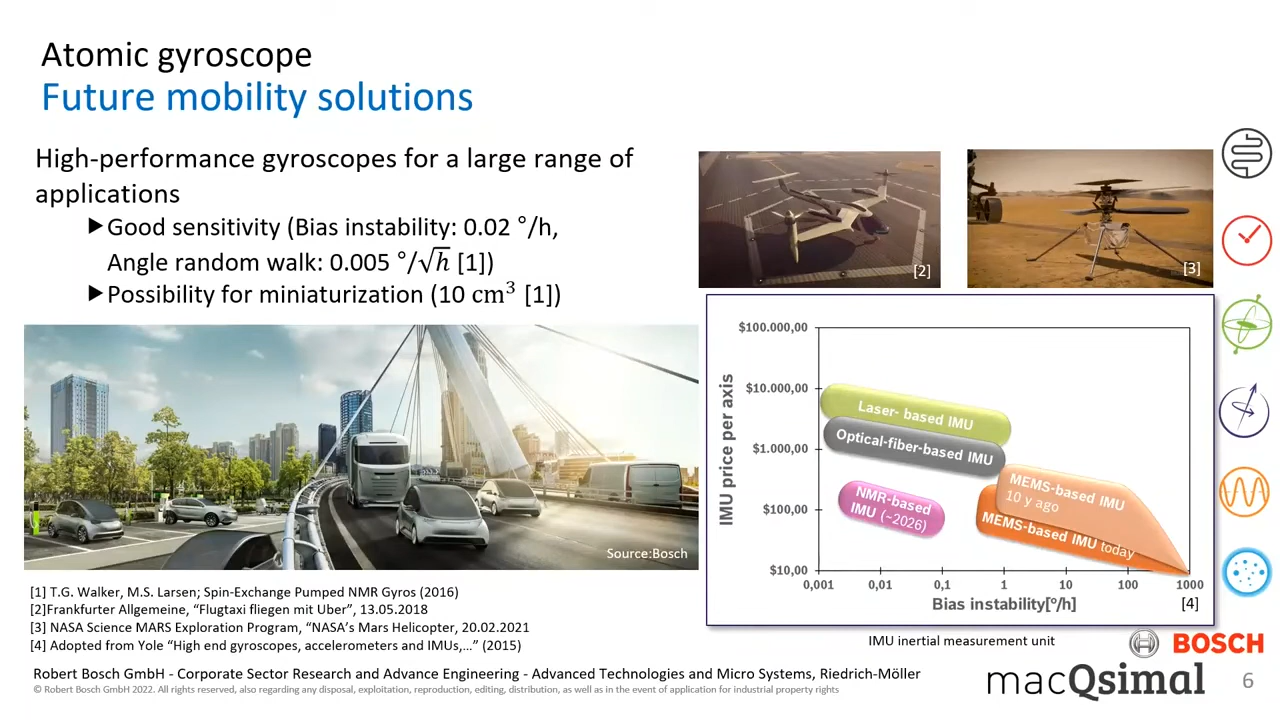 Atomic gyroscope
Future mobility solutions
High-performance gyroscopes for a large range of
applications
▶Good sensitivity (Bias instability: 0.02 °/h,
Angle random walk: 0.005 °/√h [1])
▶Possibility for miniaturization (10 cm³ [1])
[2]
[3]
Source:Bosch
IMU price per axis
$100.000,00
$10.000,00
$1.000,00
$100,00
$10,00
Laser- based IMU
Optical-fiber-based IMU
NMR-based
IMU (~2026)
MEMS-based IMU
10 y ago
MEMS-based IMU today
0,001 0,01 0,1 1 10 100 1000
Bias instability[°/h]
[4]
IMU inertial measurement unit
[1] T.G. Walker, M.S. Larsen; Spin-Exchange Pumped NMR Gyros (2016)
[2]Frankfurter Allgemeine, “Flugtaxi fliegen mit Uber”, 13.05.2018
[3] NASA Science MARS Exploration Program, “NASA’s Mars Helicopter, 20.02.2021
[4] Adopted from Yole “High end gyroscopes, accelerometers and IMUs,…” (2015)
BOSCH
Robert Bosch GmbH - Corporate Sector Research and Advance Engineering - Advanced Technologies and Micro Systems, Riedrich-Möller
© Robert Bosch GmbH 2022. All rights reserved, also regarding any disposal, exploitation, reproduction, editing, distribution, as well as in the event of application for industrial property rights
macQsimal
6